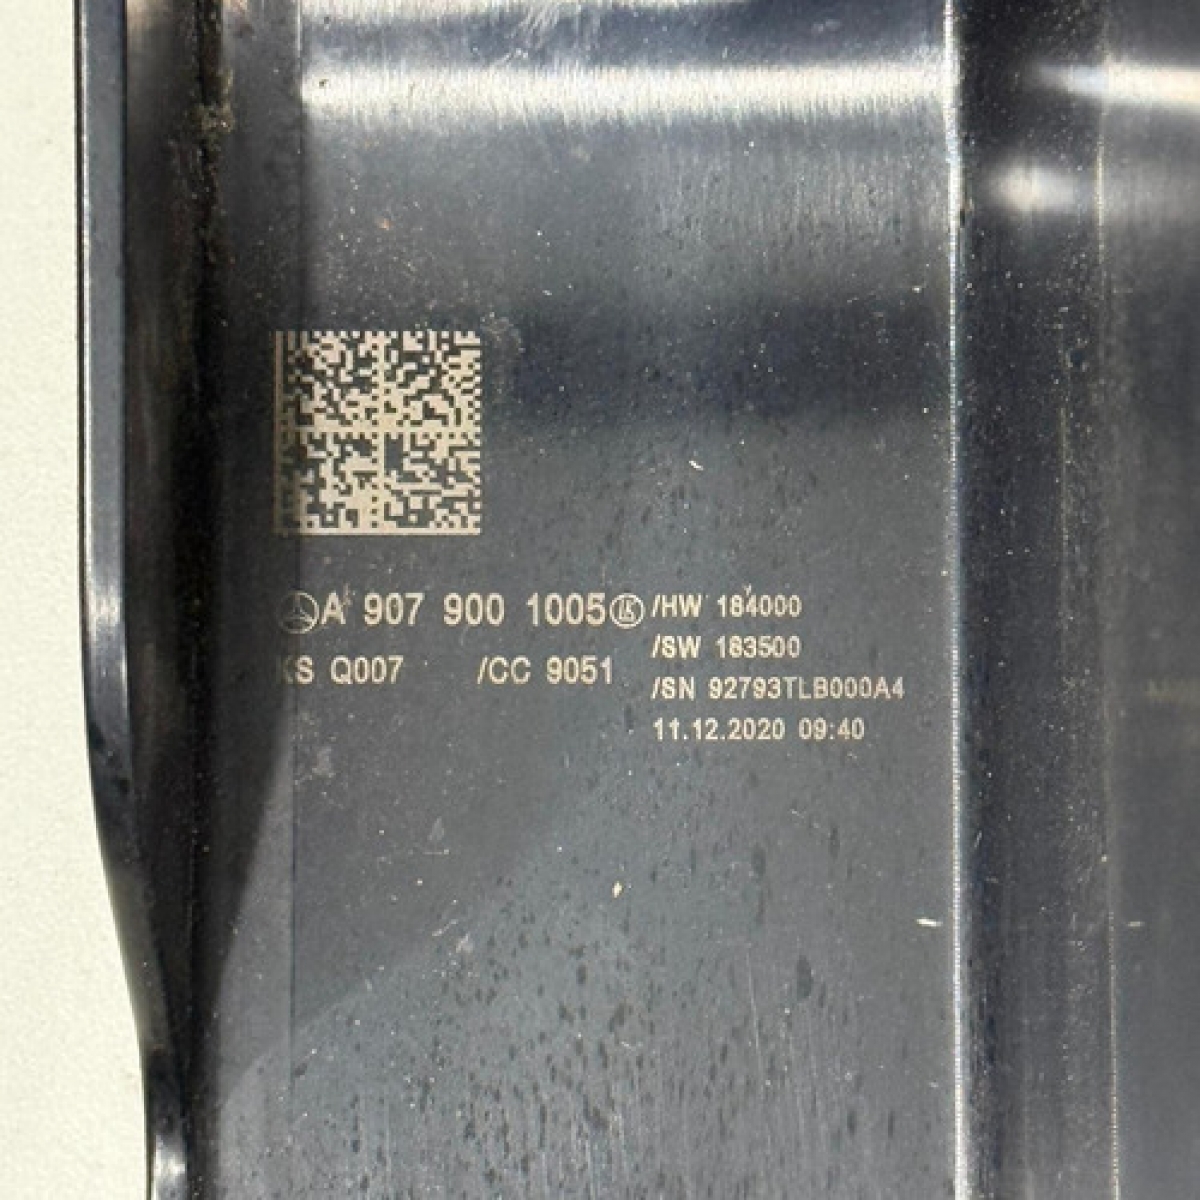 A 907 900 1005 /HW 184000
/SW 183500
KS Q007 /CC 9051
/SN 92793TLB000A4
11.12.2020 09:40